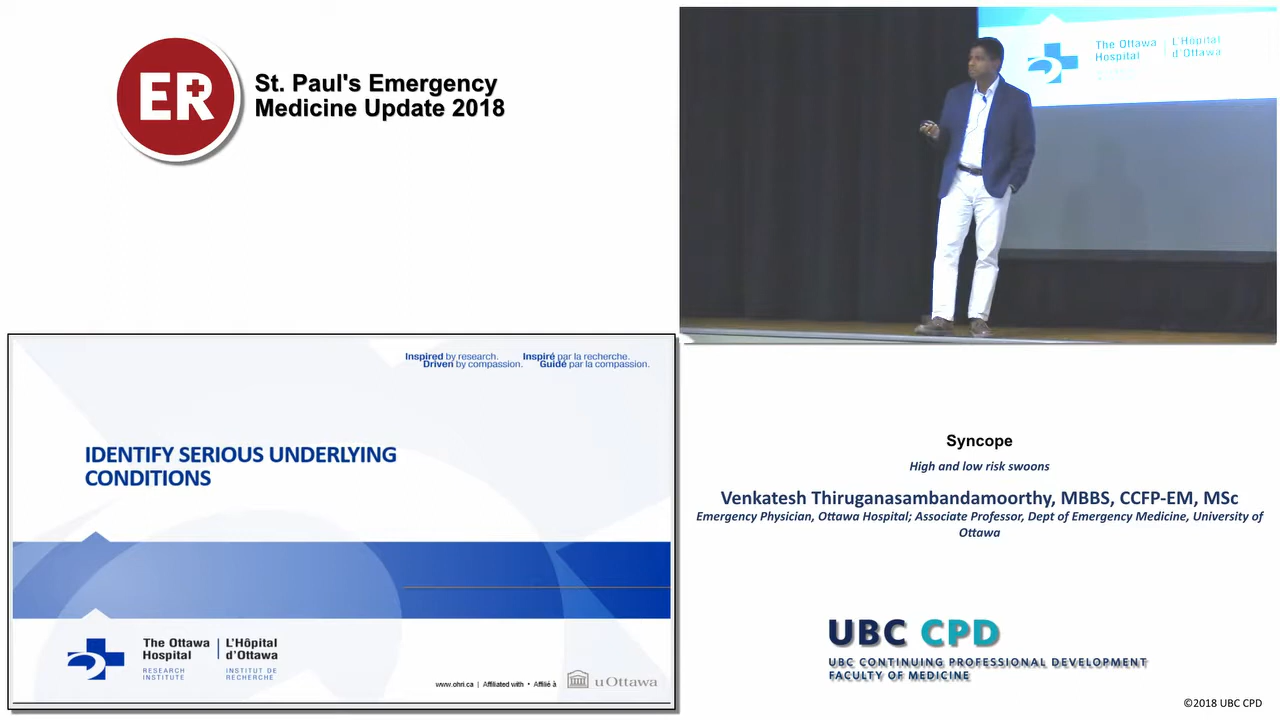 ER
St. Paul's Emergency
Medicine Update 2018
The Ottawa
Hospital
L'Hôpital
d'Ottawa
Inspired by research.
Driven by compassion.
Inspiré par la recherche.
Guidé par la compassion.
IDENTIFY SERIOUS UNDERLYING
CONDITIONS
The Ottawa
Hospital
RESEARCH
INSTITUTE
L'Hôpital
d'Ottawa
INSTITUT DE
RECHERCHE
www.ohri.ca | Affiliated with • Affilié à
uOttawa
Syncope
High and low risk swoons
Venkatesh Thiruganasambandamoorthy, MBBS, CCFP-EM, MSc
Emergency Physician, Ottawa Hospital; Associate Professor, Dept of Emergency Medicine, University of
Ottawa
UBC CPD
UBC CONTINUING PROFESSIONAL DEVELOPMENT
FACULTY OF MEDICINE
©2018 UBC CPD